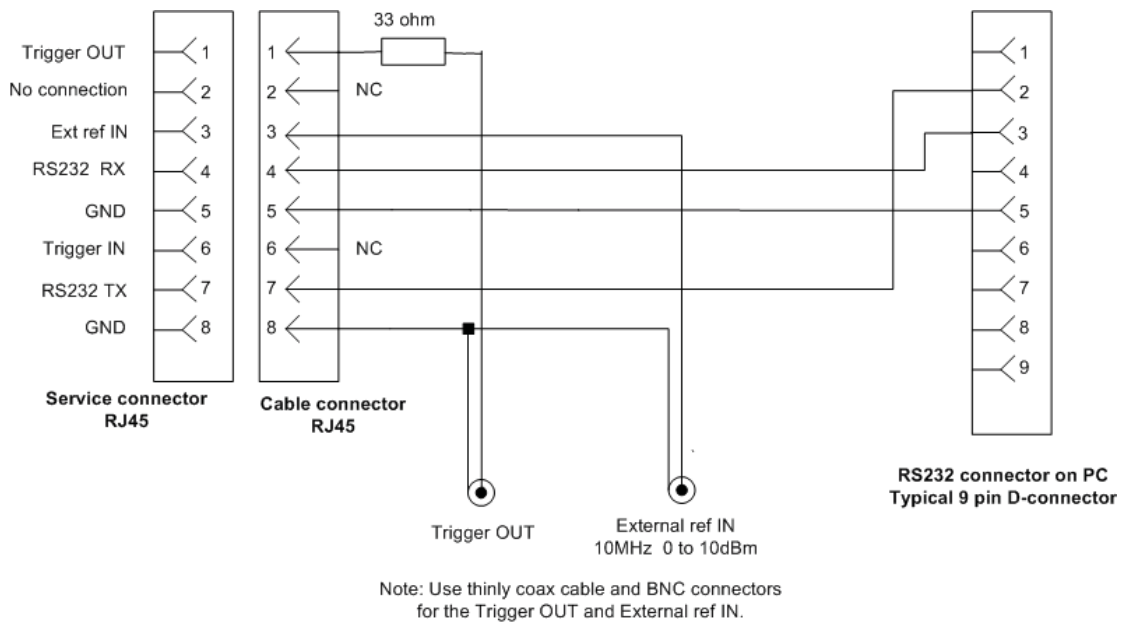 33 ohm
Trigger OUT 1
No connection 2
Ext ref IN 3
RS232 RX 4
GND 5
Trigger IN 6
RS232 TX 7
GND 8
Service connector
RJ45
1
2 NC
3
4
5
6 NC
7
8
Cable connector
RJ45
1
2
3
4
5
6
7
8
9
RS232 connector on PC
Typical 9 pin D-connector
Trigger OUT
External ref IN
10MHz 0 to 10dBm
Note: Use thinly coax cable and BNC connectors
for the Trigger OUT and External ref IN.